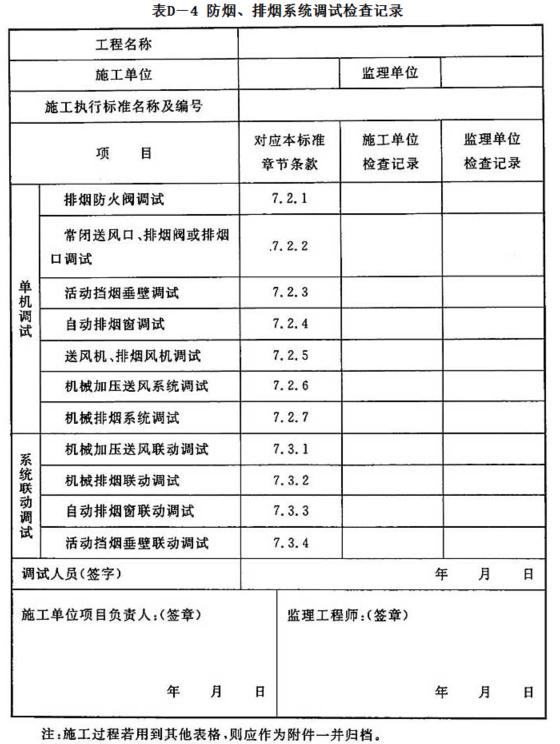 表D－4 防烟、排烟系统调试检查记录
工程名称
施工单位
监理单位
施工执行标准名称及编号
项 目
对应本标准
章节条款
施工单位
检查记录
监理单位
检查记录
单机调试
排烟防火阀调试
7.2.1
常闭送风口、排烟阀或排烟
口调试
7.2.2
活动挡烟垂壁调试
7.2.3
自动排烟窗调试
7.2.4
送风机、排烟风机调试
7.2.5
机械加压送风系统调试
7.2.6
机械排烟系统调试
7.2.7
系统联动调试
机械加压送风联动调试
7.3.1
机械排烟联动调试
7.3.2
自动排烟窗联动调试
7.3.3
活动挡烟垂壁联动调试
7.3.4
调试人员(签字)
年 月 日
施工单位项目负责人:(签章)
年 月 日
监理工程师:(签章)
年 月 日
注:施工过程若用到其他表格,则应作为附件一并归档。